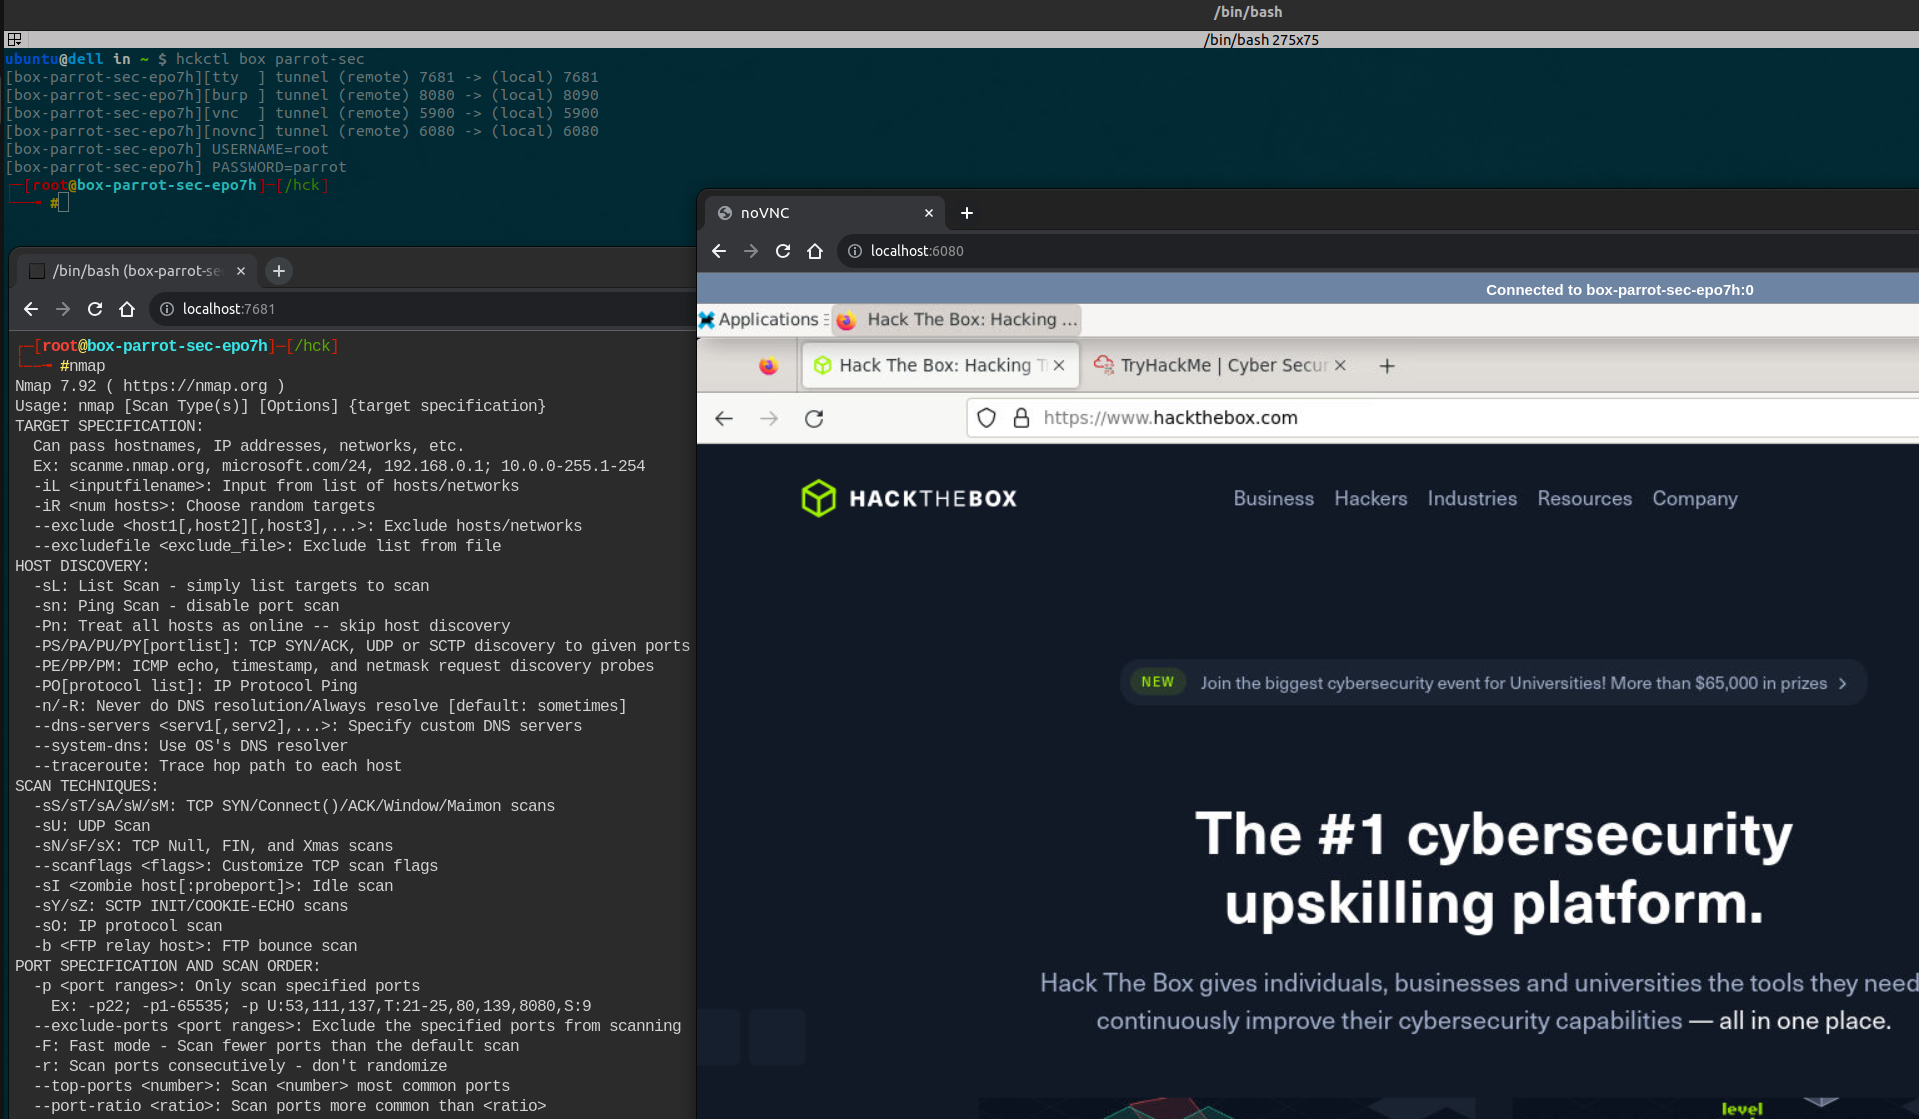 /bin/bash
/bin/bash 275x75
ubuntu@dell in ~ $ hckctl box parrot-sec
[box-parrot-sec-epo7h][tty  ] tunnel (remote) 7681 -> (local) 7681
[box-parrot-sec-epo7h][burp ] tunnel (remote) 8080 -> (local) 8090
[box-parrot-sec-epo7h][vnc  ] tunnel (remote) 5900 -> (local) 5900
[box-parrot-sec-epo7h][novnc] tunnel (remote) 6080 -> (local) 6080
[box-parrot-sec-epo7h] USERNAME=root
[box-parrot-sec-epo7h] PASSWORD=parrot
[root@box-parrot-sec-epo7h]-[/hck]
#
/bin/bash (box-parrot-se
localhost:7681
[root@box-parrot-sec-epo7h]-[/hck]
#nmap
Nmap 7.92 ( https://nmap.org )
Usage: nmap [Scan Type(s)] [Options] {target specification}
TARGET SPECIFICATION:
Can pass hostnames, IP addresses, networks, etc.
Ex: scanme.nmap.org, microsoft.com/24, 192.168.0.1; 10.0.0-255.1-254
-iL <inputfilename>: Input from list of hosts/networks
-iR <num hosts>: Choose random targets
--exclude <host1[,host2][,host3],...>: Exclude hosts/networks
--excludefile <exclude_file>: Exclude list from file
HOST DISCOVERY:
-sL: List Scan - simply list targets to scan
-sn: Ping Scan - disable port scan
-Pn: Treat all hosts as online -- skip host discovery
-PS/PA/PU/PY[portlist]: TCP SYN/ACK, UDP or SCTP discovery to given ports
-PE/PP/PM: ICMP echo, timestamp, and netmask request discovery probes
-PO[protocol list]: IP Protocol Ping
-n/-R: Never do DNS resolution/Always resolve [default: sometimes]
--dns-servers <serv1[,serv2],...>: Specify custom DNS servers
--system-dns: Use OS's DNS resolver
--traceroute: Trace hop path to each host
SCAN TECHNIQUES:
-sS/sT/sA/sW/sM: TCP SYN/Connect()/ACK/Window/Maimon scans
-sU: UDP Scan
-sN/sF/sX: TCP Null, FIN, and Xmas scans
--scanflags <flags>: Customize TCP scan flags
-sI <zombie host[:probeport]>: Idle scan
-sY/sZ: SCTP INIT/COOKIE-ECHO scans
-sO: IP protocol scan
-b <FTP relay host>: FTP bounce scan
PORT SPECIFICATION AND SCAN ORDER:
-p <port ranges>: Only scan specified ports
Ex: -p22; -p1-65535; -p U:53,111,137,T:21-25,80,139,8080,S:9
--exclude-ports <port ranges>: Exclude the specified ports from scanning
-F: Fast mode - Scan fewer ports than the default scan
-r: Scan ports consecutively - don't randomize
--top-ports <number>: Scan <number> most common ports
--port-ratio <ratio>: Scan ports more common than <ratio>
noVNC
localhost:6080
Connected to box-parrot-sec-epo7h:0
Applications
Hack The Box: Hacking ...
Hack The Box: Hacking T
TryHackMe | Cyber Secur
https://www.hackthebox.com
HACKTHEBOX
Business Hackers Industries Resources Company
NEW Join the biggest cybersecurity event for Universities! More than $65,000 in prizes
The #1 cybersecurity
upskilling platform.
Hack The Box gives individuals, businesses and universities the tools they need
continuously improve their cybersecurity capabilities — all in one place.
level